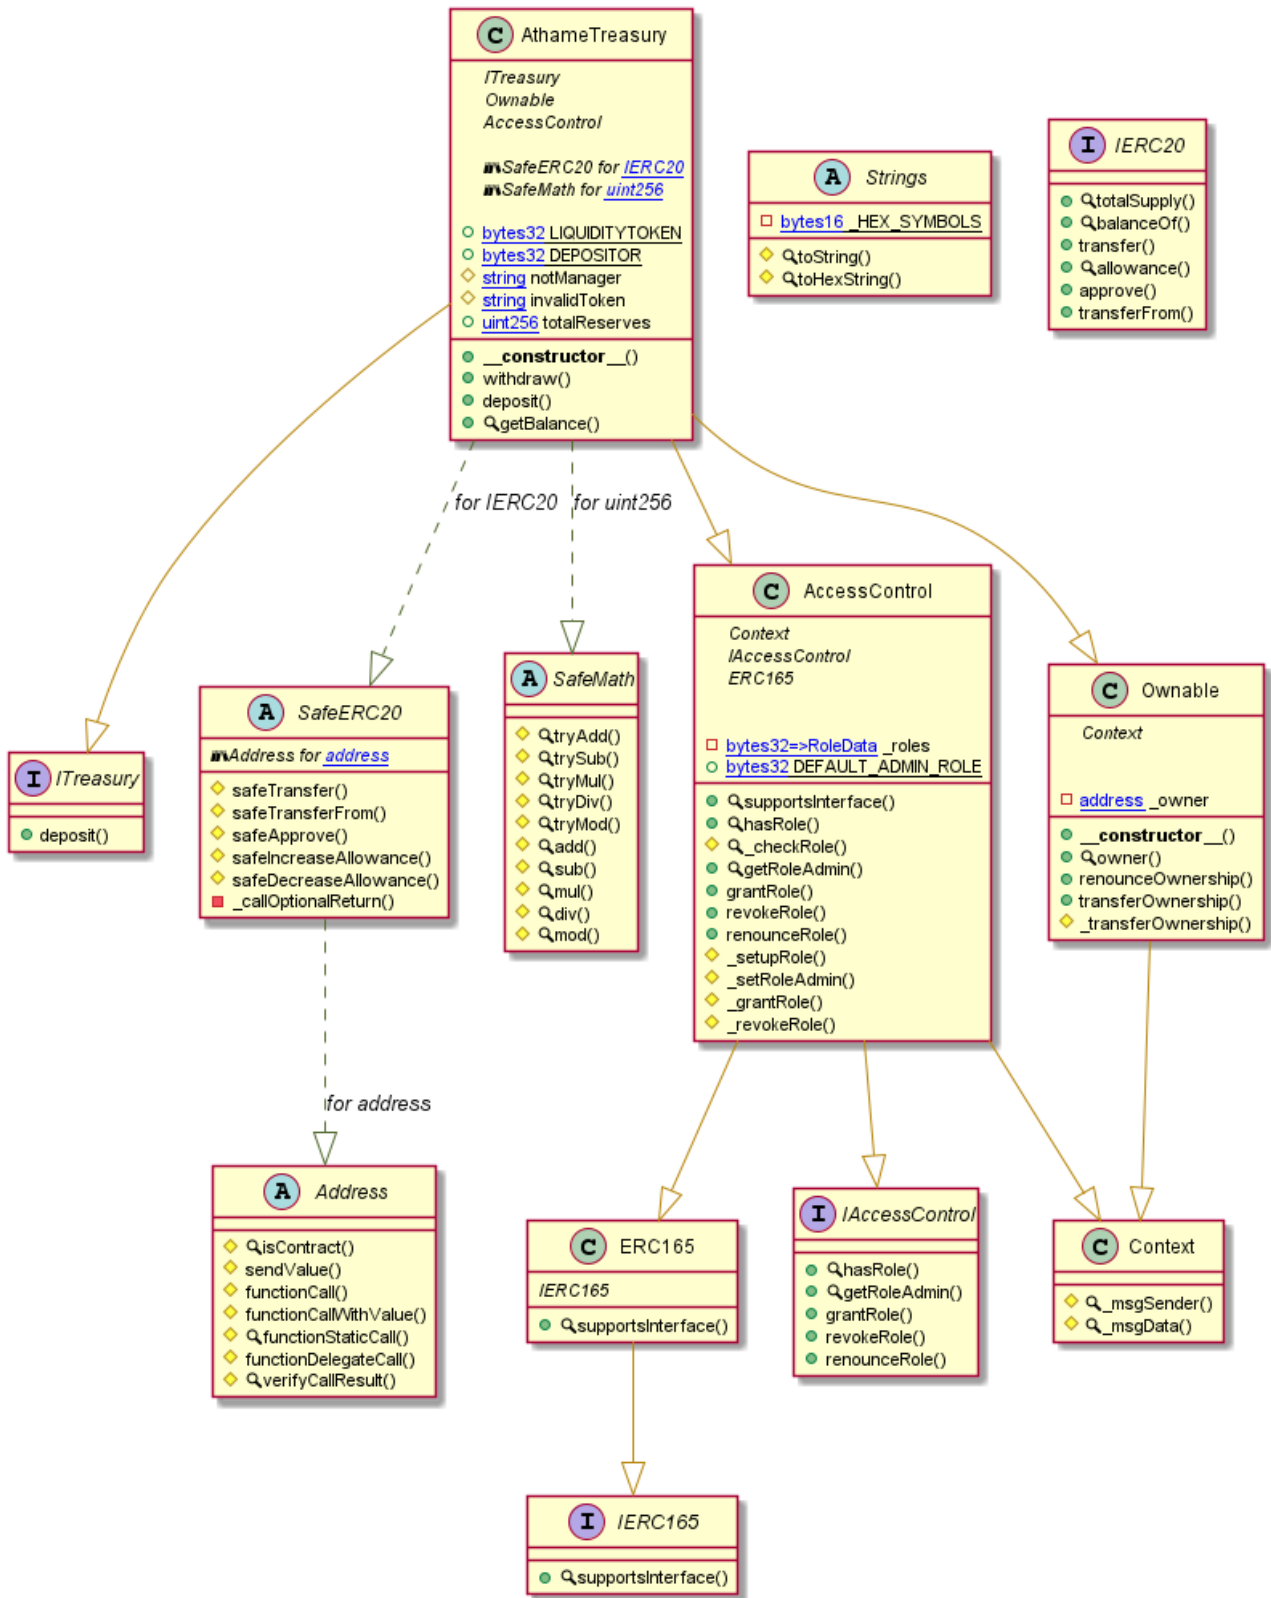 C AthameTreasury
ITreasury
Ownable
AccessControl
SafeERC20 for IERC20
SafeMath for uint256
bytes32 LIQUIDITYTOKEN
bytes32 DEPOSITOR
string notManager
string invalidToken
uint256 totalReserves
__constructor__()
withdraw()
deposit()
getBalance()
A Strings
bytes16 _HEX_SYMBOLS
toString()
toHexString()
I IERC20
totalSupply()
balanceOf()
transfer()
allowance()
approve()
transferFrom()
for IERC20
for uint256
I ITreasury
deposit()
A SafeERC20
Address for address
safeTransfer()
safeTransferFrom()
safeApprove()
safeIncreaseAllowance()
safeDecreaseAllowance()
_callOptionalReturn()
A SafeMath
tryAdd()
trySub()
tryMul()
tryDiv()
tryMod()
add()
sub()
mul()
div()
mod()
C AccessControl
Context
IAccessControl
ERC165
bytes32=>RoleData _roles
bytes32 DEFAULT_ADMIN_ROLE
supportsInterface()
hasRole()
_checkRole()
getRoleAdmin()
grantRole()
revokeRole()
renounceRole()
_setupRole()
_setRoleAdmin()
_grantRole()
_revokeRole()
C Ownable
Context
address _owner
__constructor__()
owner()
renounceOwnership()
transferOwnership()
_transferOwnership()
for address
A Address
isContract()
sendValue()
functionCall()
functionCallWithValue()
functionStaticCall()
functionDelegateCall()
verifyCallResult()
C ERC165
IERC165
supportsInterface()
I IAccessControl
hasRole()
getRoleAdmin()
grantRole()
revokeRole()
renounceRole()
C Context
_msgSender()
_msgData()
I IERC165
supportsInterface()